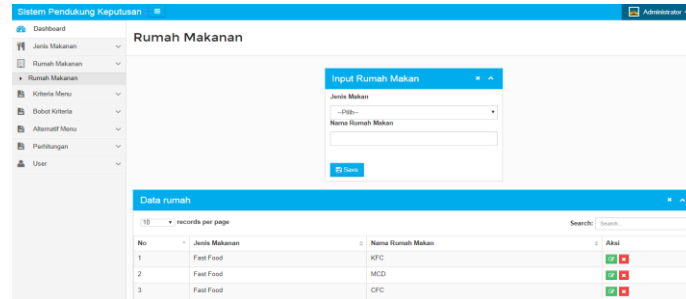 Sistem Pendukung Keputusan
Administrator
Dashboard
Jenis Makanan
Rumah Makanan
Rumah Makanan
Kriteria Menu
Bobot Kriteria
Alternatif Menu
Perhitungan
User
Rumah Makanan
Input Rumah Makan
Jenis Makan
--Pilih--
Nama Rumah Makan
Save
Data rumah
10 records per page
Search: Search...
No Jenis Makanan Nama Rumah Makan Aksi
1 Fast Food KFC
2 Fast Food MCD
3 Fast Food CFC